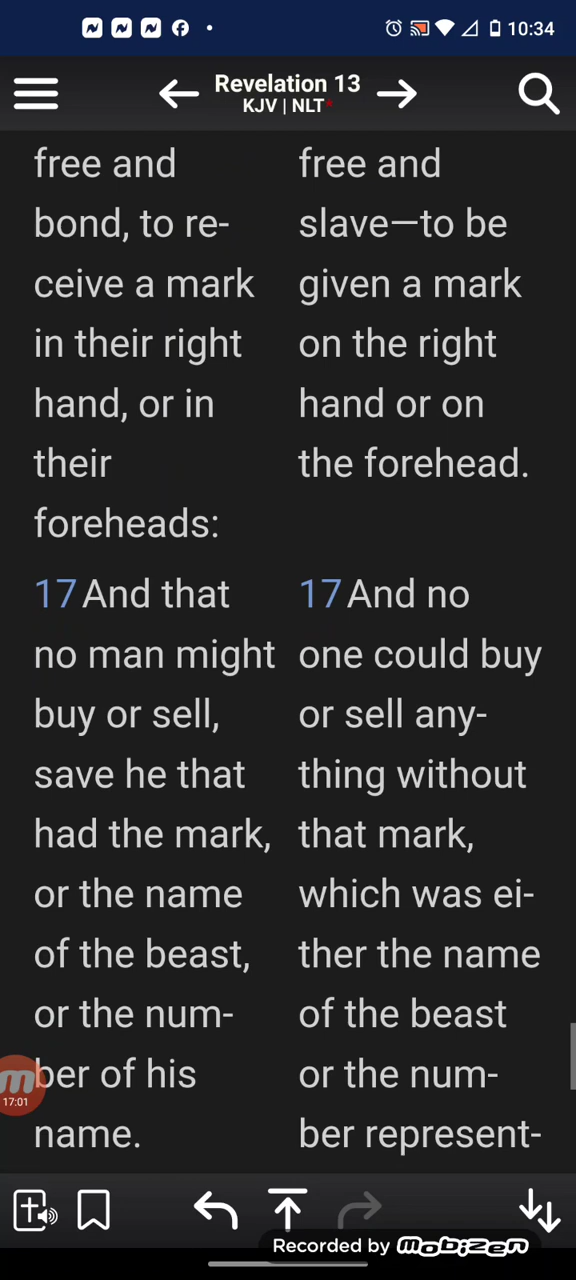 10:34
Revelation 13
KJV | NLT*
free and
bond, to re-
ceive a mark
in their right
hand, or in
their
foreheads:
17 And that
no man might
buy or sell,
save he that
had the mark,
or the name
of the beast,
or the num-
ber of his
name.
free and
slave—to be
given a mark
on the right
hand or on
the forehead.
17 And no
one could buy
or sell any-
thing without
that mark,
which was ei-
ther the name
of the beast
or the num-
ber represent-
17:01
Recorded by mobizen